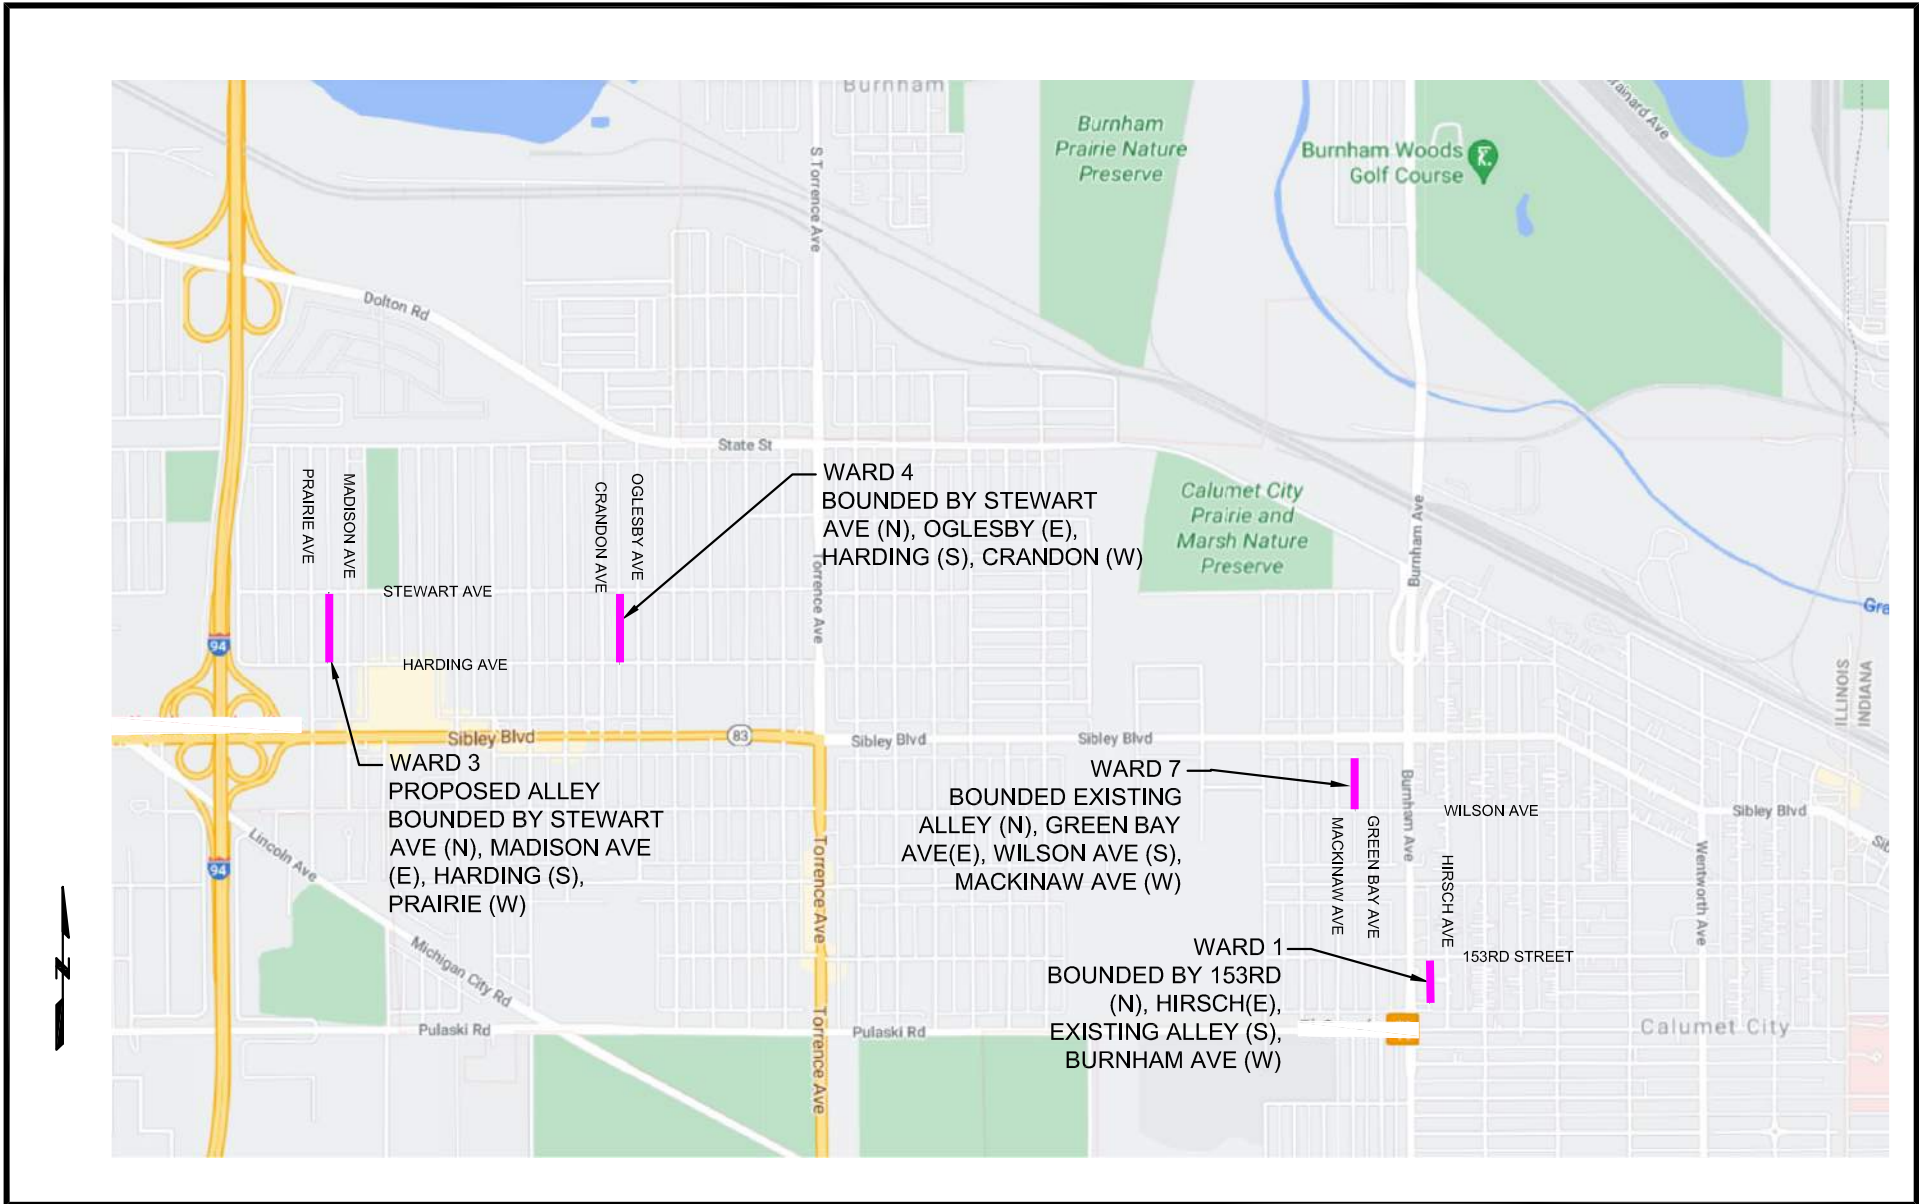 Burnham
Burnham
Prairie Nature
Preserve
Burnham Woods
Golf Course
S Torrence Ave
Dolton Rd
State St
PRAIRIE AVE
MADISON AVE
CRANDON AVE
OGLESBY AVE
WARD 4
BOUNDED BY STEWART
AVE (N), OGLESBY (E),
HARDING (S), CRANDON (W)
Calumet City
Prairie and
Marsh Nature
Preserve
Burnham Ave
STEWART AVE
Torrence Ave
Gra
94
HARDING AVE
ILLINOIS
INDIANA
Sibley Blvd
83
Sibley Blvd
Sibley Blvd
WARD 3
PROPOSED ALLEY
BOUNDED BY STEWART
AVE (N), MADISON AVE
(E), HARDING (S),
PRAIRIE (W)
WARD 7
BOUNDED EXISTING
ALLEY (N), GREEN BAY
AVE(E), WILSON AVE (S),
MACKINAW AVE (W)
MACKINAW AVE
GREEN BAY AVE
Burnham Ave
WILSON AVE
HIRSCH AVE
Sibley Blvd
Wentworth Ave
94
Lincoln Ave
Torrence Ave
Michigan City Rd
WARD 1
BOUNDED BY 153RD
(N), HIRSCH(E),
EXISTING ALLEY (S),
BURNHAM AVE (W)
153RD STREET
Pulaski Rd
Pulaski Rd
Torrence Ave
Calumet City
N